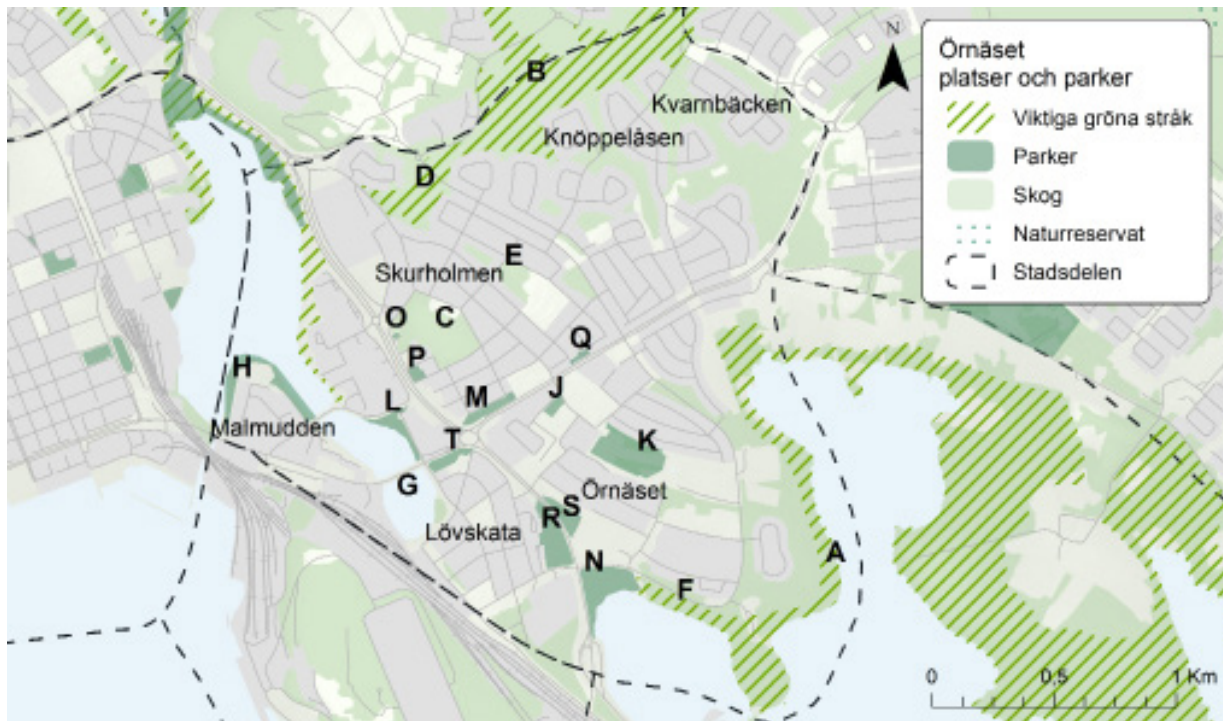 Örnäset
platser och parker
Viktiga gröna stråk
Parker
Skog
Naturreservat
Stadsdelen
N
B
Kvarnbäcken
Knöppelåsen
D
E
Skurholmen
O
C
Q
P
H
J
L
M
Malmudden
T
K
G
Örnäset
S
R
Lövskata
A
N
F
0
0,5
1 Km